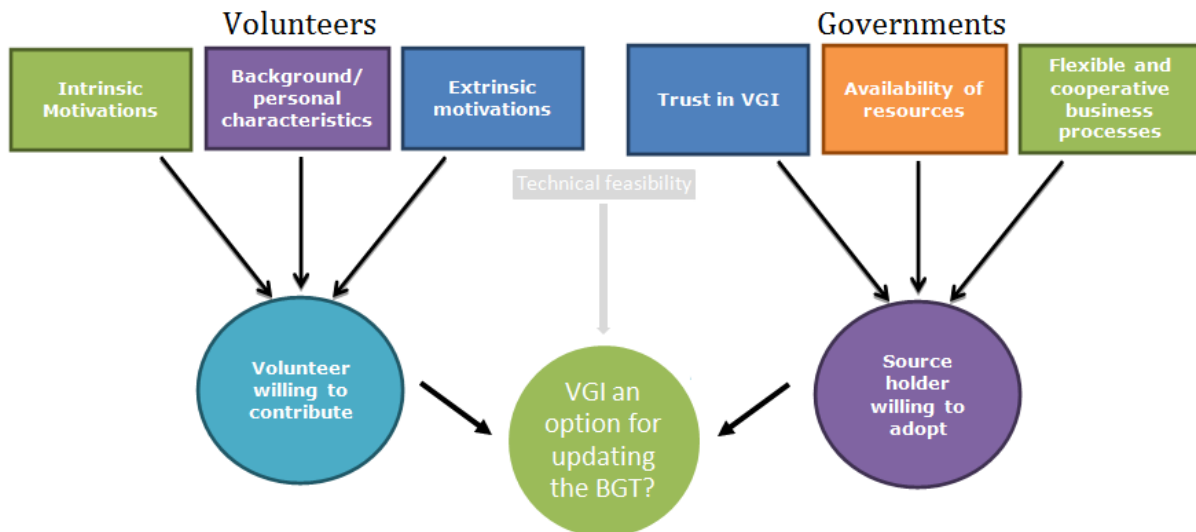 Volunteers
Governments
Intrinsic
Motivations
Background/
personal
characteristics
Extrinsic
motivations
Trust in VGI
Availability of
resources
Flexible and
cooperative
business
processes
Technical feasibility
Volunteer
willing to
contribute
VGI an
option for
updating
the BGT?
Source
holder
willing to
adopt